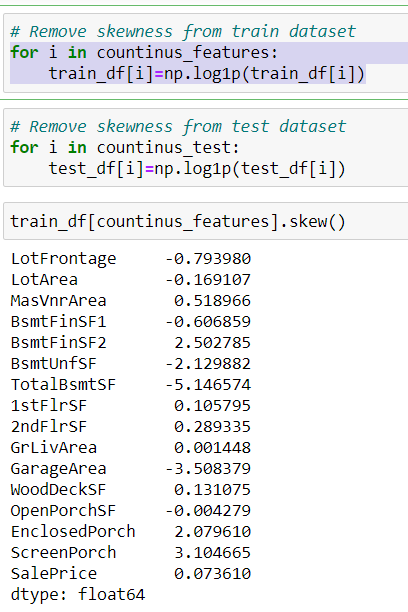 # Remove skewness from train dataset
for i in countinus_features:
    train_df[i]=np.log1p(train_df[i])
# Remove skewness from test dataset
for i in countinus_test:
    test_df[i]=np.log1p(test_df[i])
train_df[countinus_features].skew()
LotFrontage     -0.793980
LotArea         -0.169107
MasVnrArea       0.518966
BsmtFinSF1      -0.606859
BsmtFinSF2       2.502785
BsmtUnfSF       -2.129882
TotalBsmtSF     -5.146574
1stFlrSF         0.105795
2ndFlrSF         0.289335
GrLivArea        0.001448
GarageArea      -3.508379
WoodDeckSF       0.131075
OpenPorchSF     -0.004279
EnclosedPorch    2.079610
ScreenPorch      3.104665
SalePrice        0.073610
dtype: float64